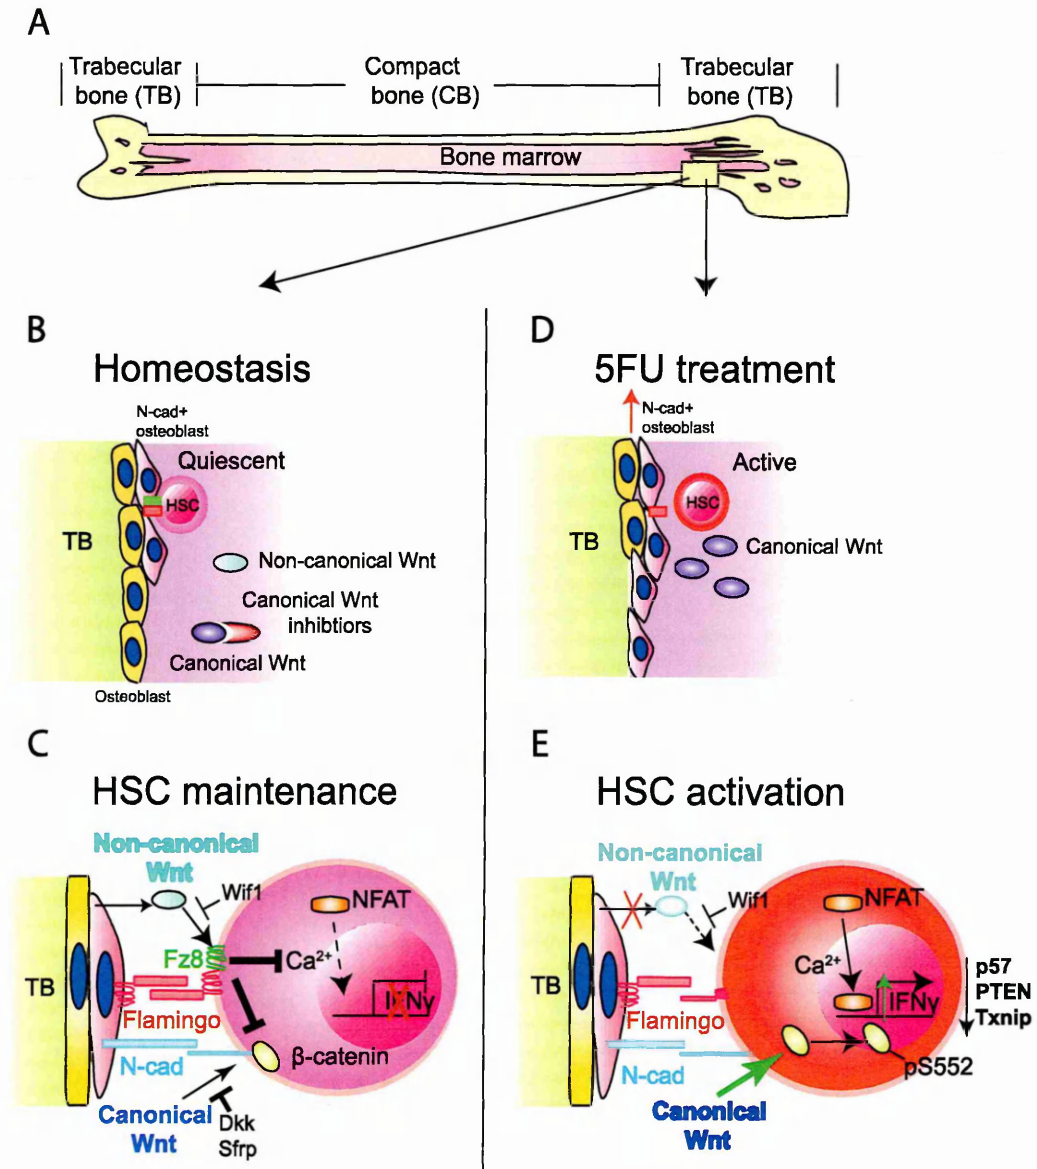 A
Trabecular
bone (TB)
Compact
bone (CB)
Trabecular
bone (TB)
Bone marrow
B
Homeostasis
N-cad+
osteoblast
Quiescent
HSC
TB
Non-canonical Wnt
Canonical Wnt
inhibtiors
Canonical Wnt
Osteoblast
D
5FU treatment
N-cad+
osteoblast
Active
HSC
TB
Canonical Wnt
C
HSC maintenance
Non-canonical
Wnt
Wif1
NFAT
Fz8
Ca2+
TB
IFNγ
Flamingo
β-catenin
N-cad
Canonical
Wnt
Dkk
Sfrp
E
HSC activation
Non-canonical
Wnt
Wif1
NFAT
Ca2+
TB
IFNγ
p57
PTEN
Txnip
Flamingo
N-cad
pS552
Canonical
Wnt